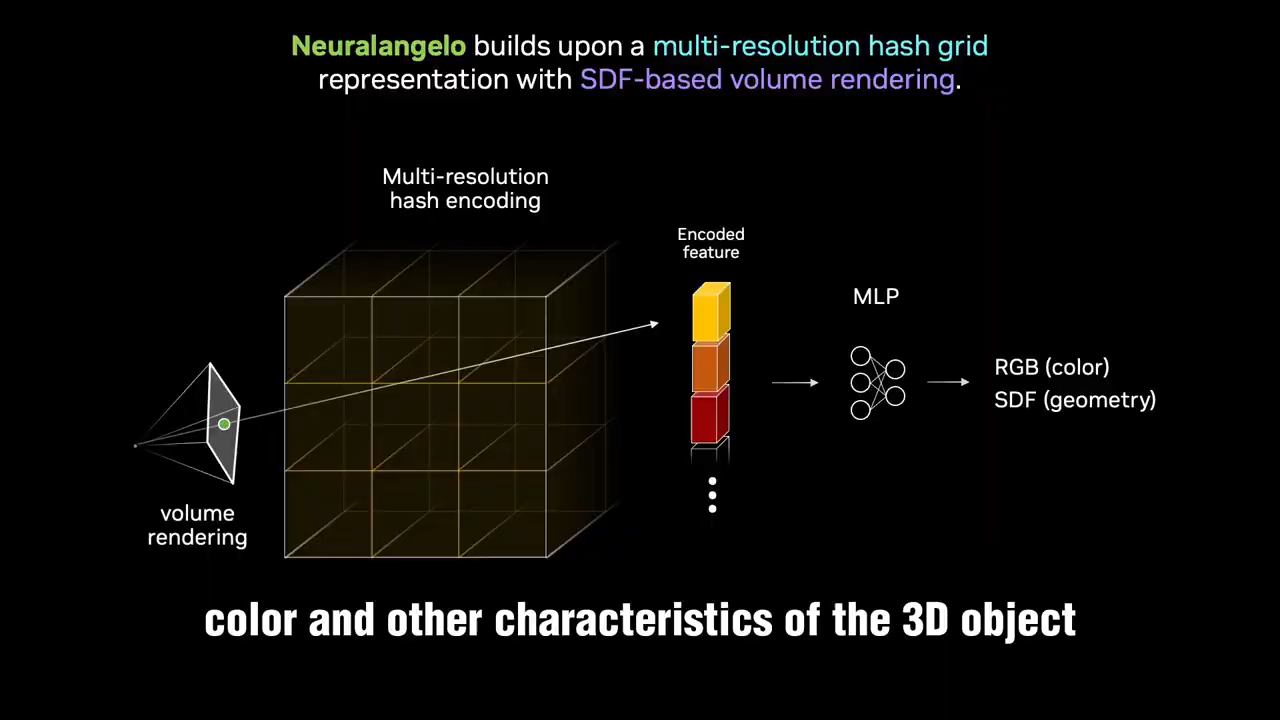 Neuralangelo builds upon a multi-resolution hash grid
representation with SDF-based volume rendering.
Multi-resolution
hash encoding
Encoded
feature
MLP
RGB (color)
SDF (geometry)
volume
rendering
color and other characteristics of the 3D object